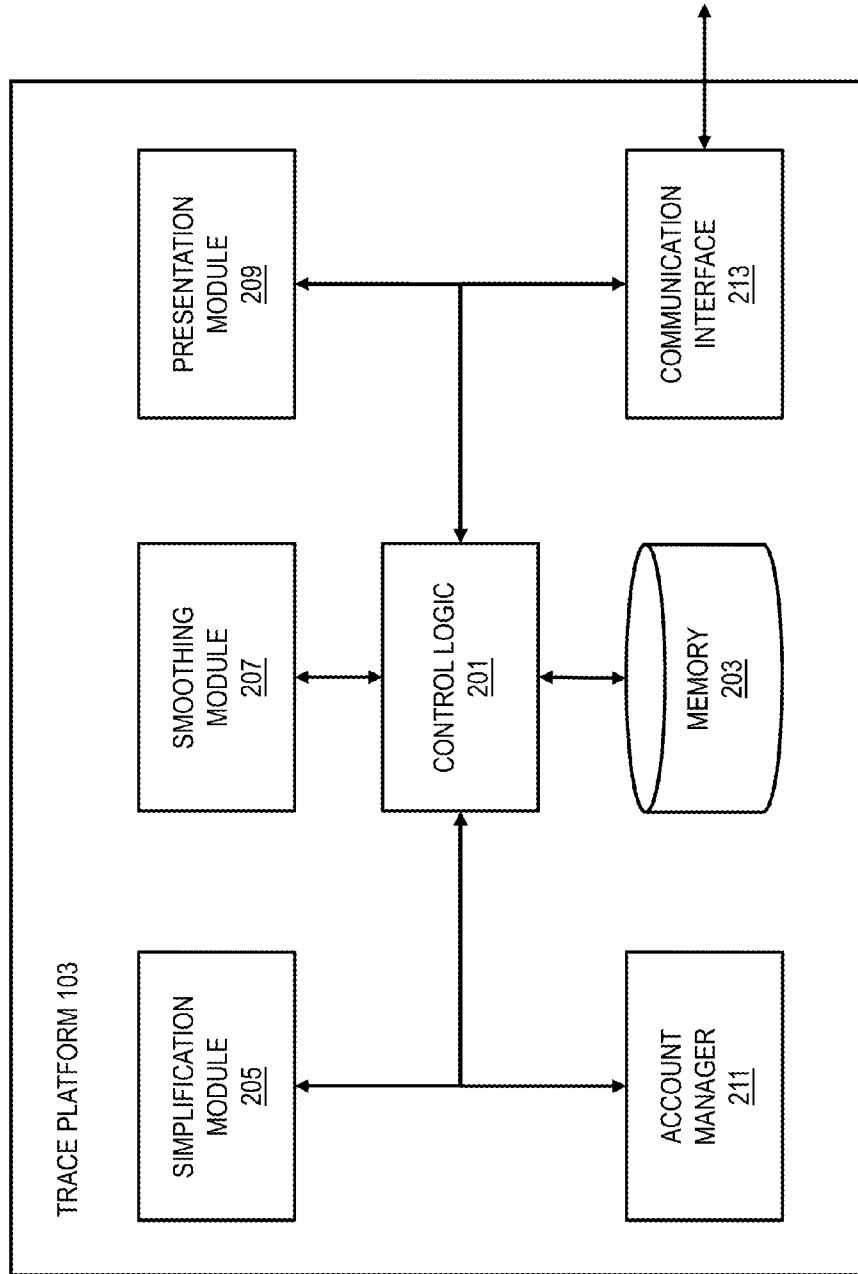 TRACE PLATFORM 103
SIMPLIFICATION
MODULE
205
SMOOTHING
MODULE
207
PRESENTATION
MODULE
209
CONTROL LOGIC
201
ACCOUNT
MANAGER
211
MEMORY
203
COMMUNICATION
INTERFACE
213